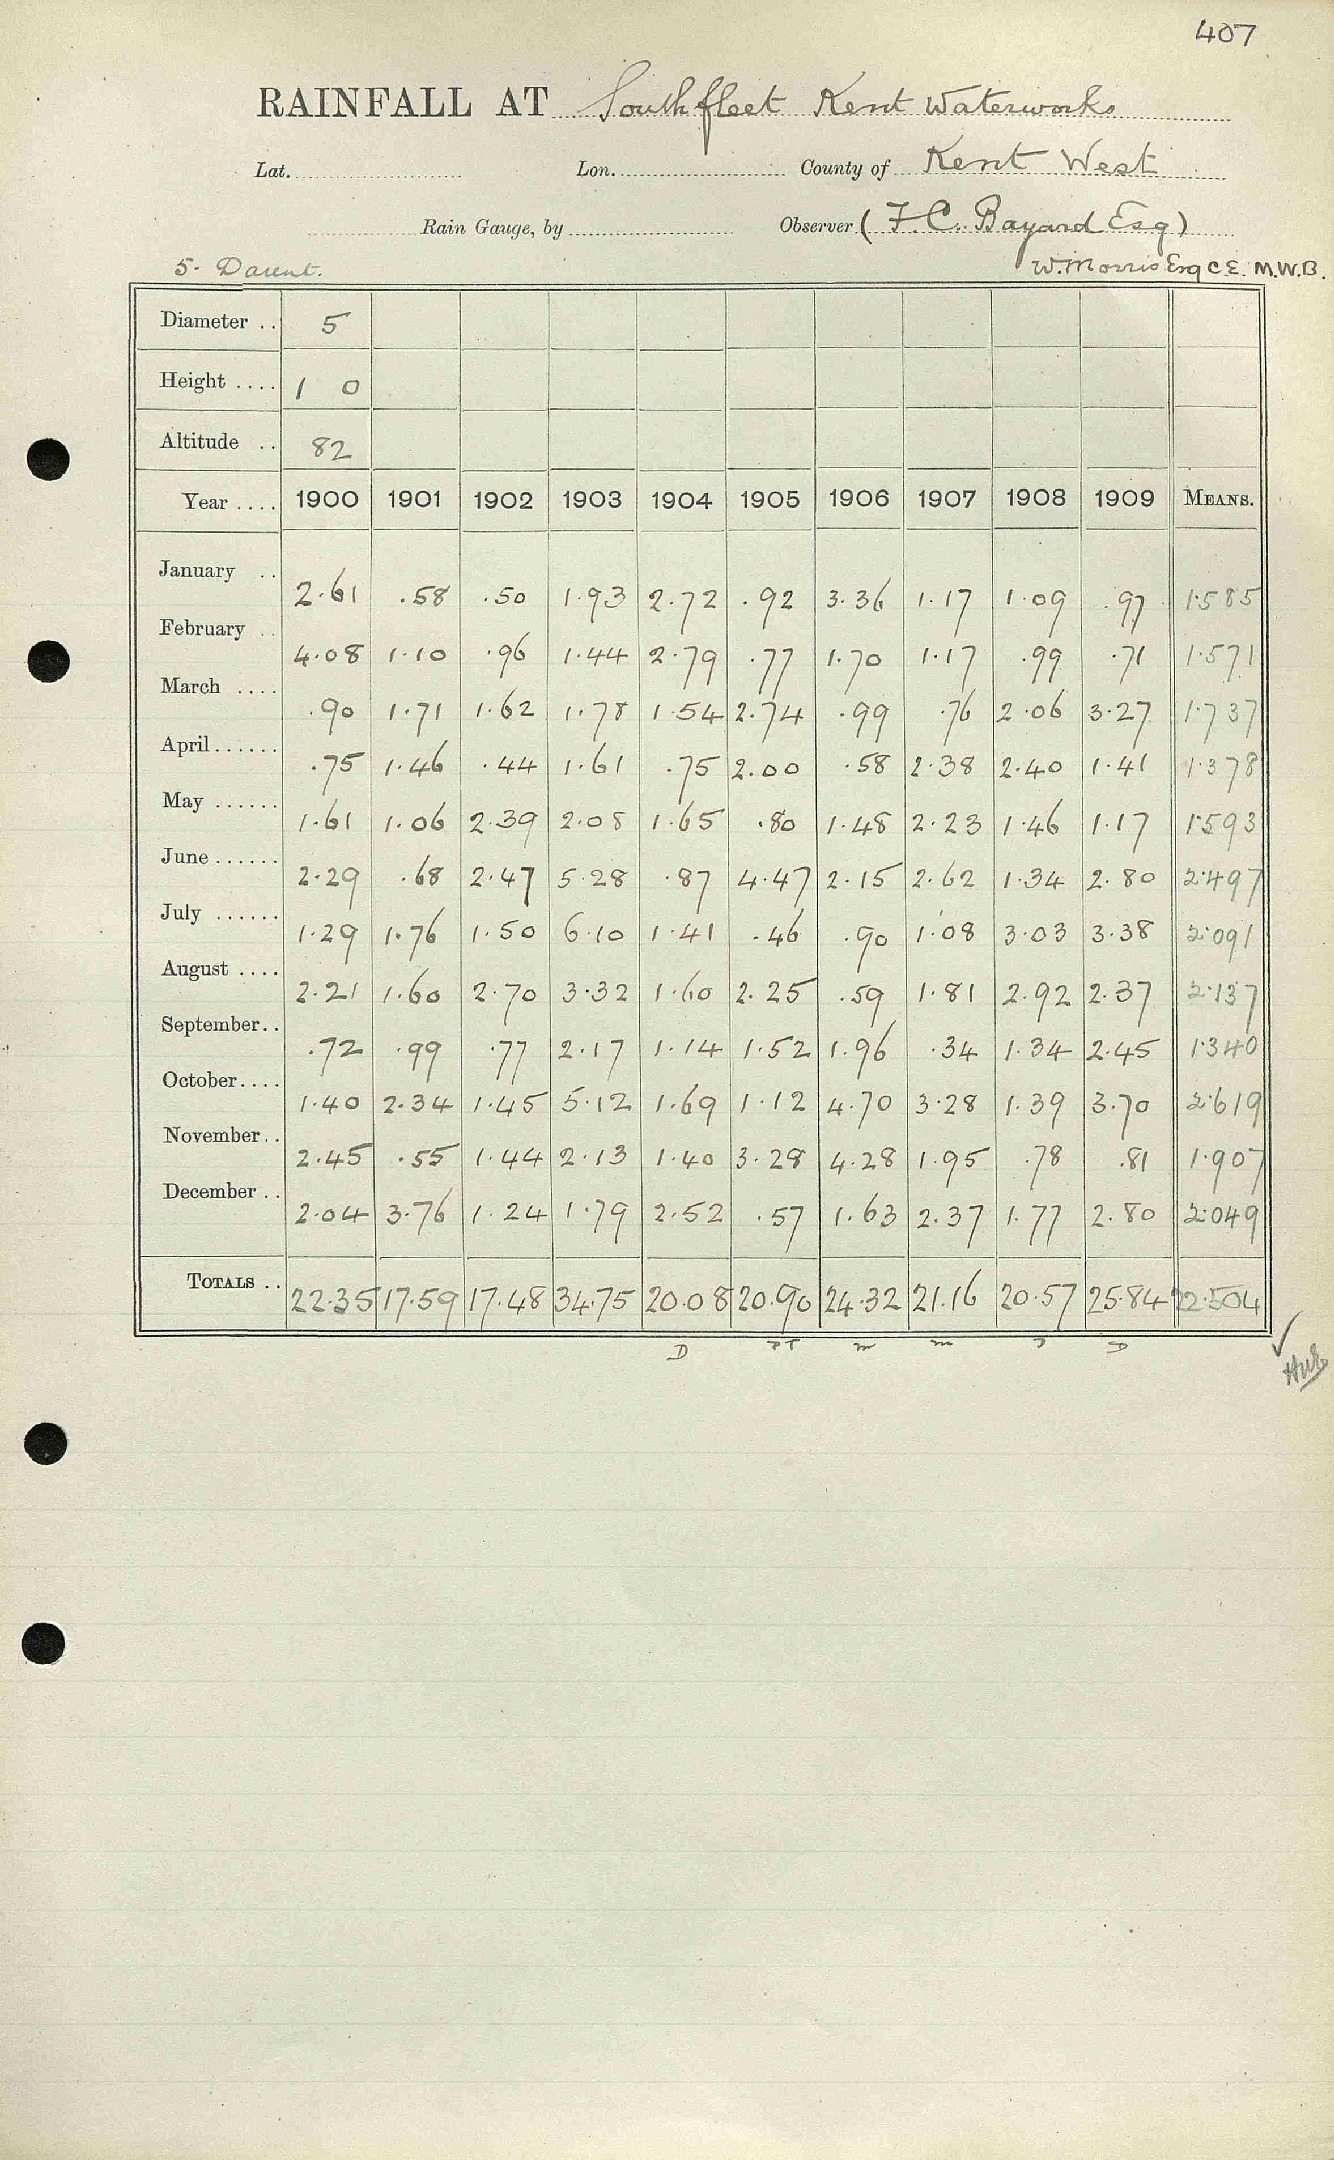 407
RAINFALL AT Southfleet Kent Waterworks
Lat. Lon. County of Kent West
Rain Gauge, by Observer (F. C. Bayard Esq)
5. Darent. W. Morris Esq C.E. M.W.B.
Diameter .. 5
Height .... 1 0
Altitude .. 82
Year .... 1900 1901 1902 1903 1904 1905 1906 1907 1908 1909 MEANS.
January .. 2.61 .58 .50 1.93 2.72 .92 3.36 1.17 1.09 .97 1.585
February .. 4.08 1.10 .96 1.44 2.79 .77 1.70 1.17 .99 .71 1.571
March .... .90 1.71 1.62 1.78 1.54 2.74 .99 .76 2.06 3.27 1.737
April ...... .75 1.46 .44 1.61 .75 2.00 .58 2.38 2.40 1.41 1.378
May ...... 1.61 1.06 2.39 2.08 1.65 .80 1.48 2.23 1.46 1.17 1.593
June ...... 2.29 .68 2.47 5.28 .87 4.47 2.15 2.62 1.34 2.80 2.497
July ...... 1.29 1.76 1.50 6.10 1.41 .46 .90 1.08 3.03 3.38 2.091
August .... 2.21 1.60 2.70 3.32 1.60 2.25 .59 1.81 2.92 2.37 2.137
September .. .72 .99 .77 2.17 1.14 1.52 1.96 .34 1.34 2.45 1.340
October .... 1.40 2.34 1.45 5.12 1.69 1.12 4.70 3.28 1.39 3.70 2.619
November .. 2.45 .55 1.44 2.13 1.40 3.28 4.28 1.95 .78 .81 1.907
December .. 2.04 3.76 1.24 1.79 2.52 .57 1.63 2.37 1.77 2.80 2.049
TOTALS .. 22.35 17.59 17.48 34.75 20.08 20.90 24.32 21.16 20.57 25.84 22.504
D m m D